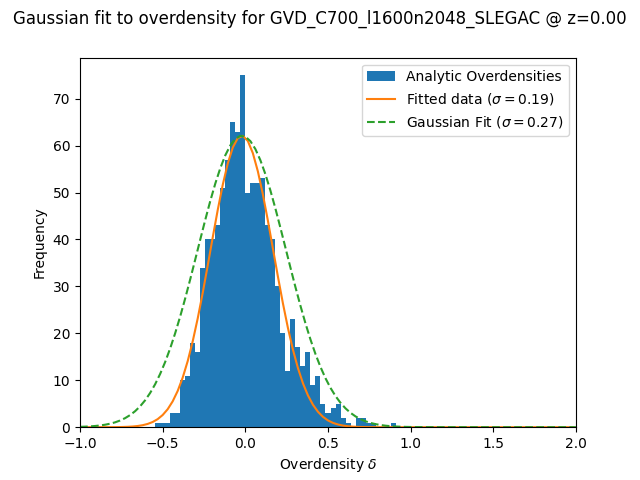 Gaussian fit to overdensity for GVD_C700_l1600n2048_SLEGAC @ z=0.00
Analytic Overdensities
Fitted data (σ = 0.19)
Gaussian Fit (σ = 0.27)
Frequency
70
60
50
40
30
20
10
0
−1.0 −0.5 0.0 0.5 1.0 1.5 2.0
Overdensity δ